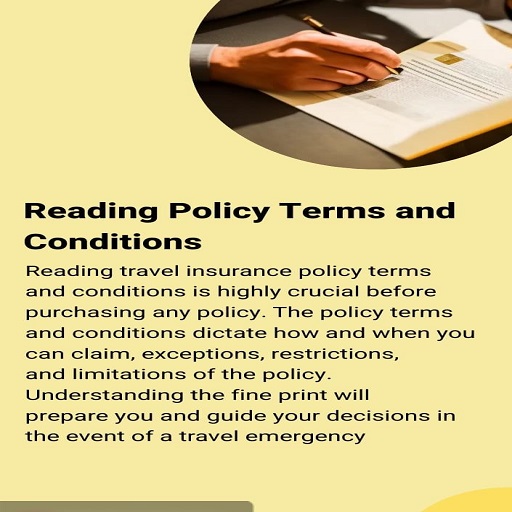 Reading Policy Terms and
Conditions
Reading travel insurance policy terms
and conditions is highly crucial before
purchasing any policy. The policy terms
and conditions dictate how and when you
can claim, exceptions, restrictions,
and limitations of the policy.
Understanding the fine print will
prepare you and guide your decisions in
the event of a travel emergency